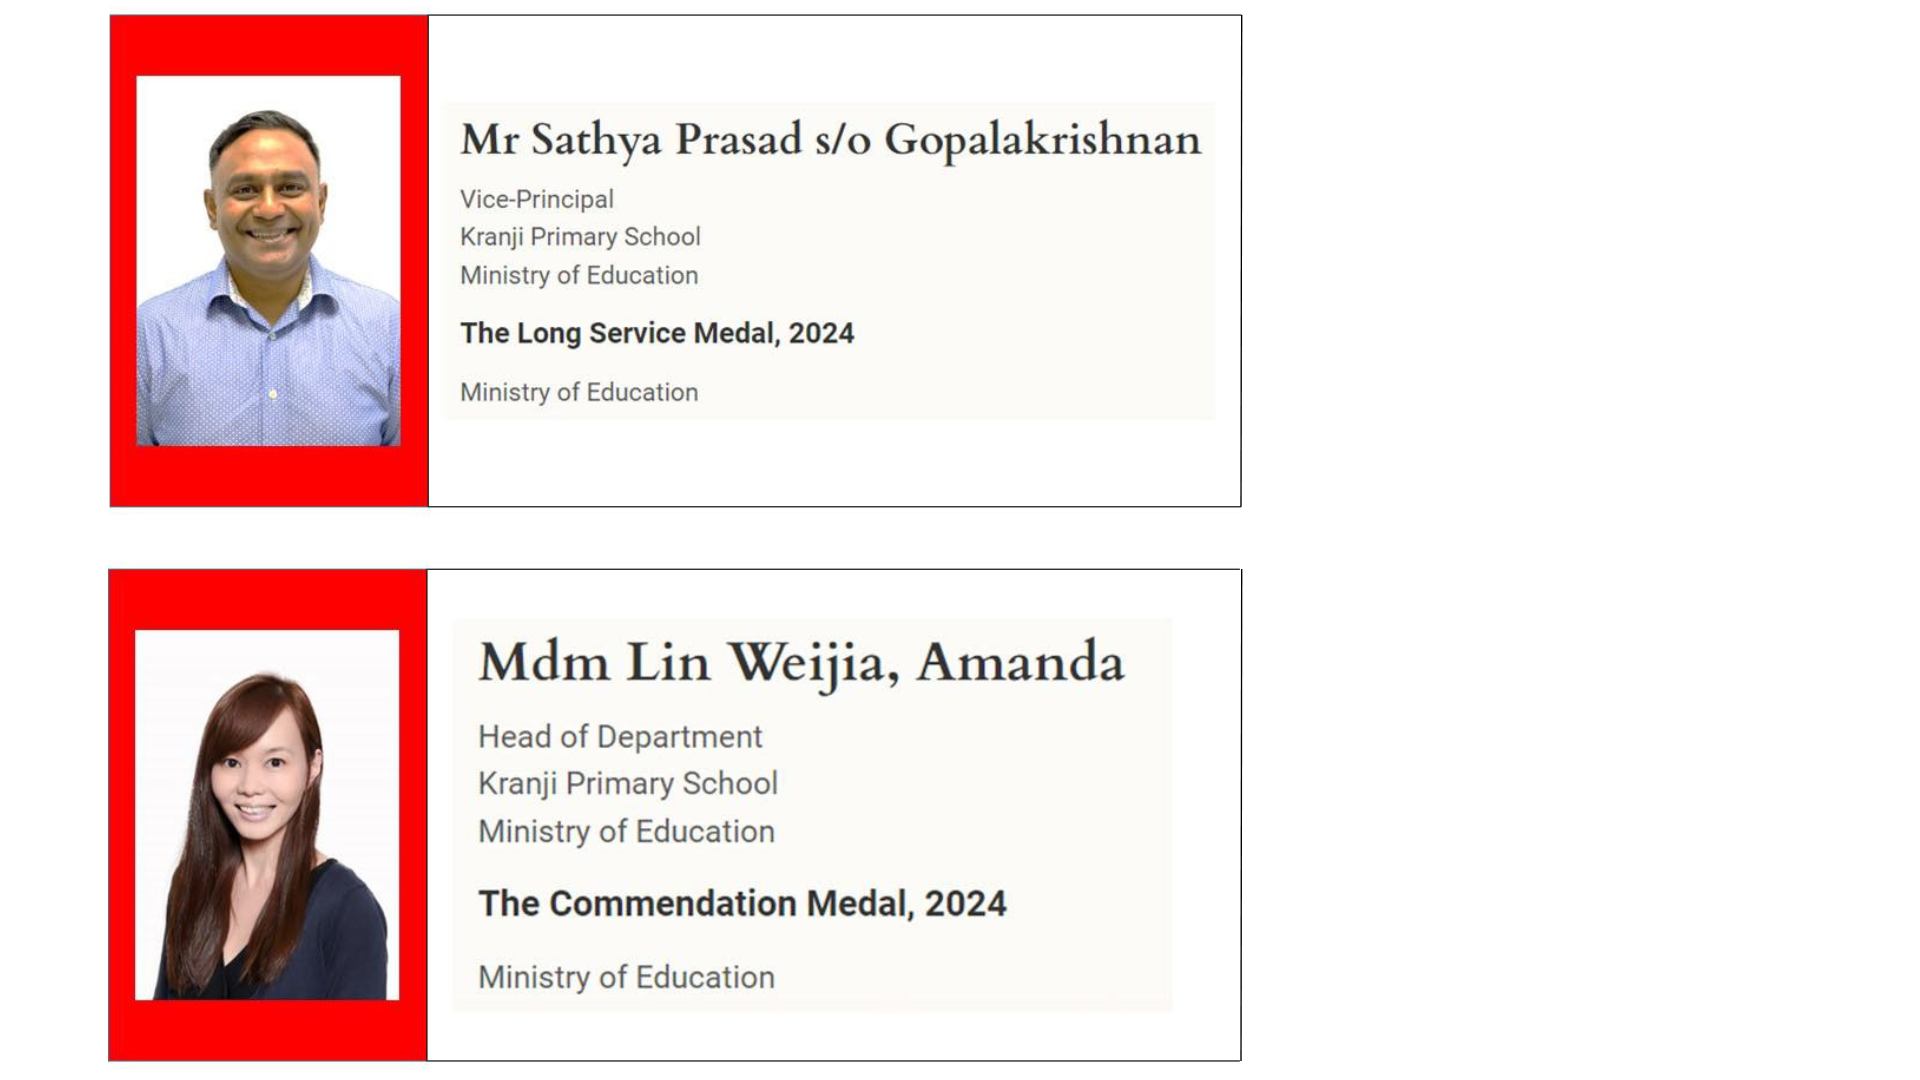 Mr Sathya Prasad s/o Gopalakrishnan
Vice-Principal
Kranji Primary School
Ministry of Education
The Long Service Medal, 2024
Ministry of Education
Mdm Lin Weijia, Amanda
Head of Department
Kranji Primary School
Ministry of Education
The Commendation Medal, 2024
Ministry of Education